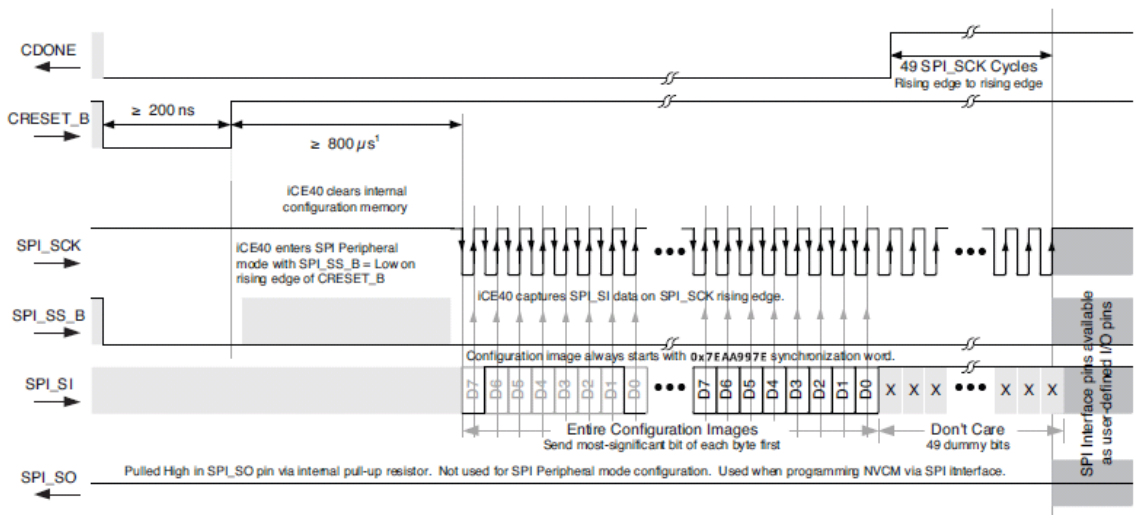 CDONE
49 SPI_SCK Cycles
Rising edge to rising edge
CRESET_B
≥ 200 ns
≥ 800 µs¹
iCE40 clears internal
configuration memory
SPI_SCK
iCE40 enters SPI Peripheral
mode with SPI_SS_B = Low on
rising edge of CRESET_B
•••
•••
iCE40 captures SPI_SI data on SPI_SCK rising edge.
SPI_SS_B
Configuration image always starts with 0x7EAA997E synchronization word.
SPI_SI
D7 D6 D5 D4 D3 D2 D1 D0 ••• D7 D6 D5 D4 D3 D2 D1 D0 X X X ••• X X X
Entire Configuration Images
Send most-significant bit of each byte first
Don't Care
49 dummy bits
SPI Interface pins available
as user-defined I/O pins
Pulled High in SPI_SO pin via internal pull-up resistor. Not used for SPI Peripheral mode configuration. Used when programming NVCM via SPI itnterface.
SPI_SO